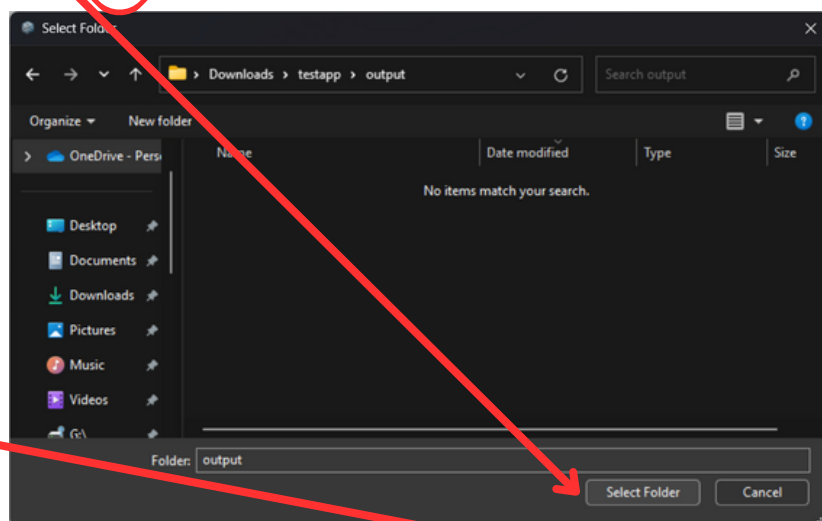 Select Folder
Downloads › testapp › output
Search output
Organize
New folder
OneDrive - Pers
Name
Date modified
Type
Size
No items match your search.
Desktop
Documents
Downloads
Pictures
Music
Videos
G:\
Folder:
output
Select Folder
Cancel